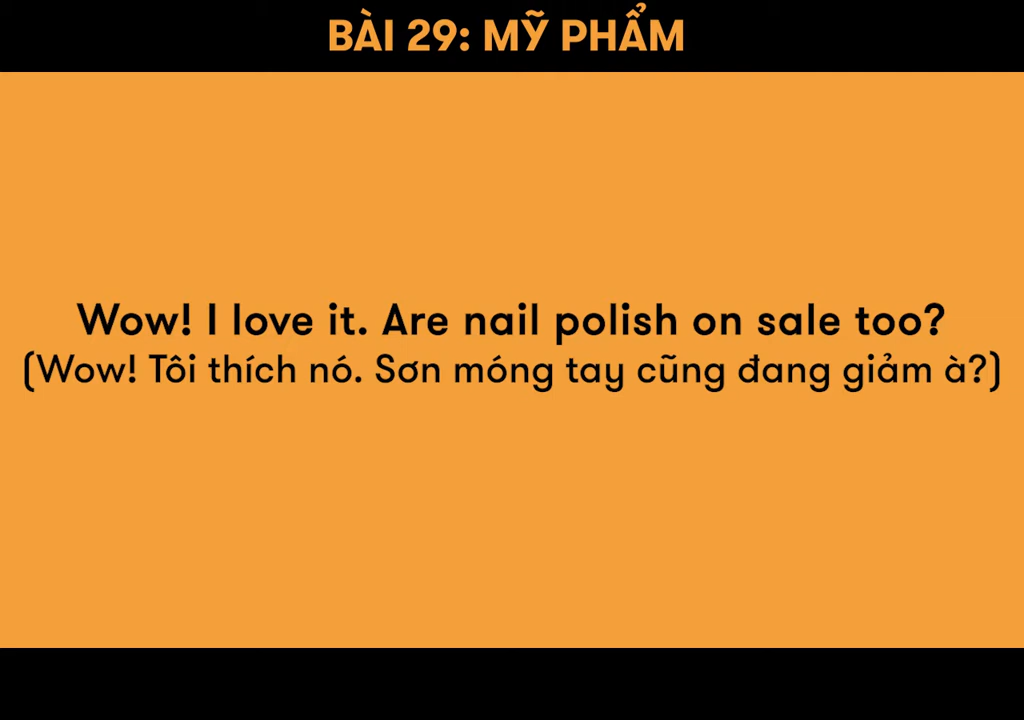 BÀI 29: MỸ PHẨM
Wow! I love it. Are nail polish on sale too?
(Wow! Tôi thích nó. Sơn móng tay cũng đang giảm à?)